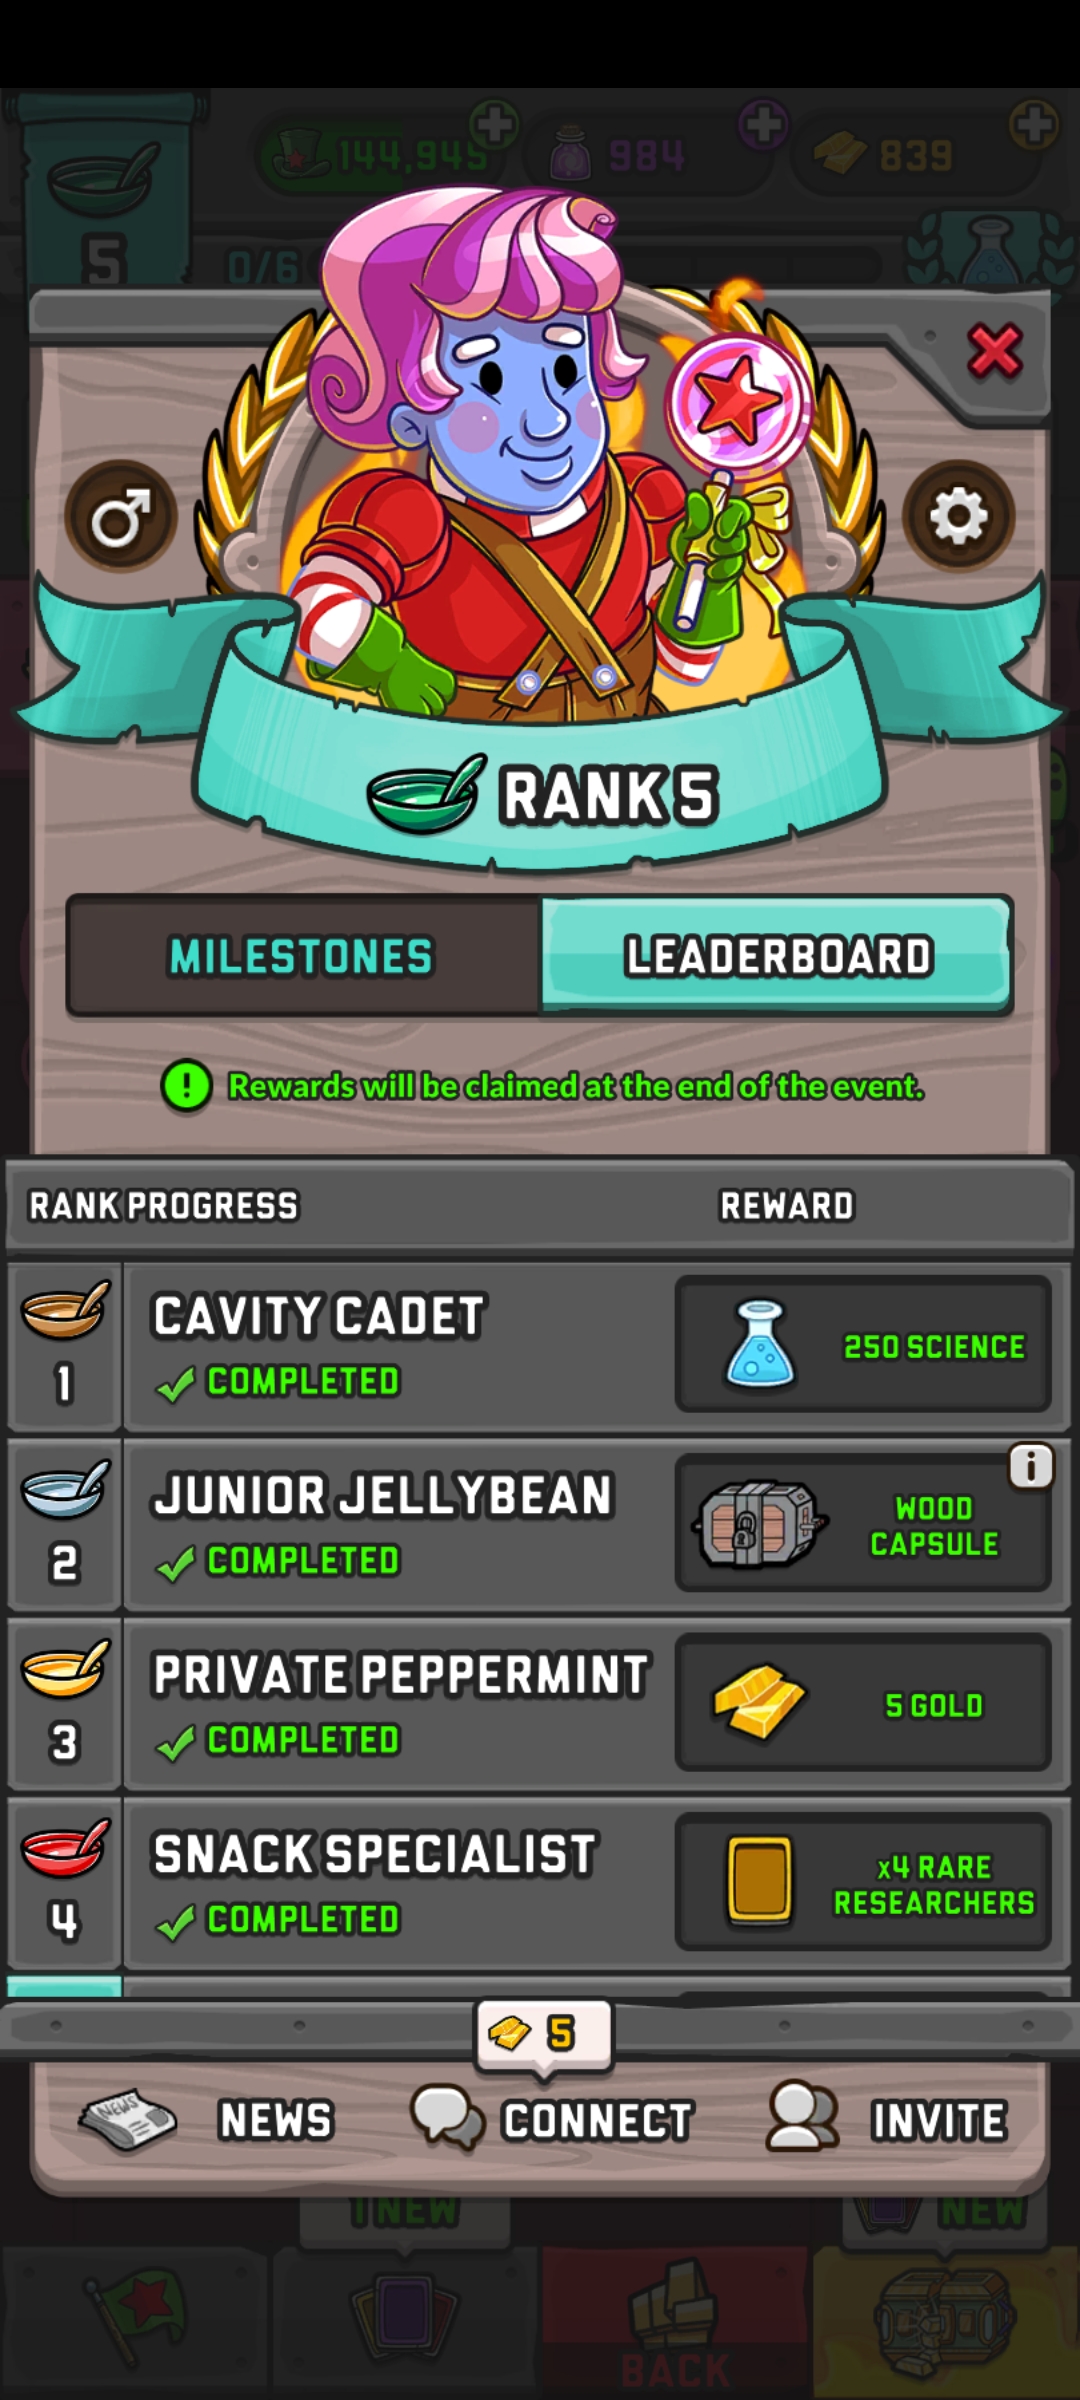 144,945
984
839
5
0/6
RANK 5
MILESTONES
LEADERBOARD
! Rewards will be claimed at the end of the event.
RANK PROGRESS
REWARD
CAVITY CADET
1
COMPLETED
250 SCIENCE
JUNIOR JELLYBEAN
2
COMPLETED
WOOD
CAPSULE
i
PRIVATE PEPPERMINT
3
COMPLETED
5 GOLD
SNACK SPECIALIST
4
COMPLETED
x4 RARE
RESEARCHERS
5
NEWS
NEWS
CONNECT
INVITE
1 NEW
NEW
BACK